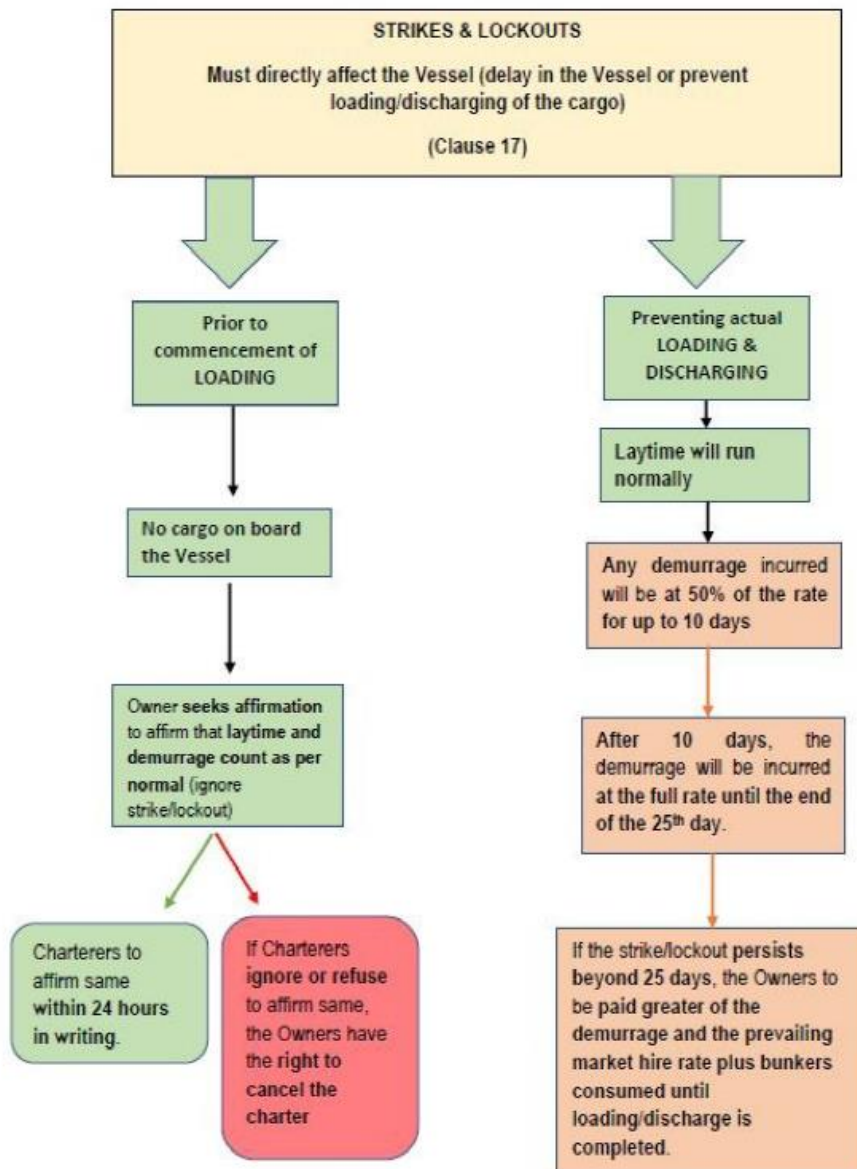 STRIKES & LOCKOUTS
Must directly affect the Vessel (delay in the Vessel or prevent
loading/discharging of the cargo)
(Clause 17)
Prior to
commencement of
LOADING
No cargo on board
the Vessel
Owner seeks affirmation
to affirm that laytime and
demurrage count as per
normal (ignore
strike/lockout)
Charterers to
affirm same
within 24 hours
in writing.
If Charterers
ignore or refuse
to affirm same,
the Owners have
the right to
cancel the
charter
Preventing actual
LOADING &
DISCHARGING
Laytime will run
normally
Any demurrage incurred
will be at 50% of the rate
for up to 10 days
After 10 days, the
demurrage will be incurred
at the full rate until the end
of the 25th day.
If the strike/lockout persists
beyond 25 days, the Owners to
be paid greater of the
demurrage and the prevailing
market hire rate plus bunkers
consumed until
loading/discharge is
completed.